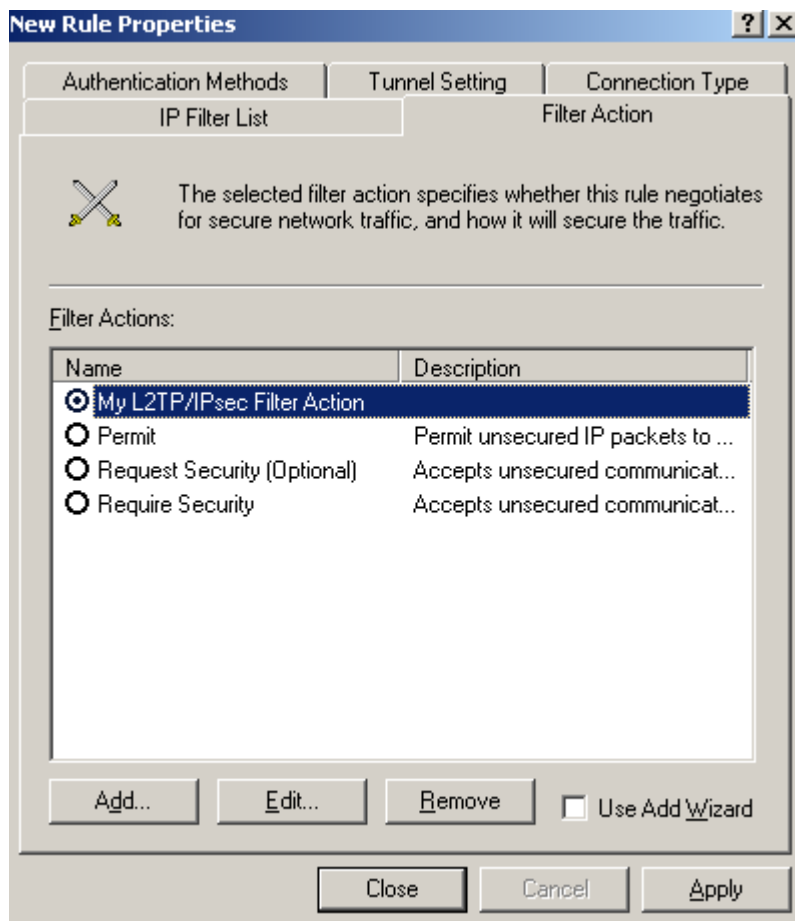 New Rule Properties
Authentication Methods
Tunnel Setting
Connection Type
IP Filter List
Filter Action
The selected filter action specifies whether this rule negotiates
for secure network traffic, and how it will secure the traffic.
Filter Actions:
Name Description
My L2TP/IPsec Filter Action
Permit Permit unsecured IP packets to ...
Request Security (Optional) Accepts unsecured communicat...
Require Security Accepts unsecured communicat...
Add... Edit... Remove Use Add Wizard
Close Cancel Apply